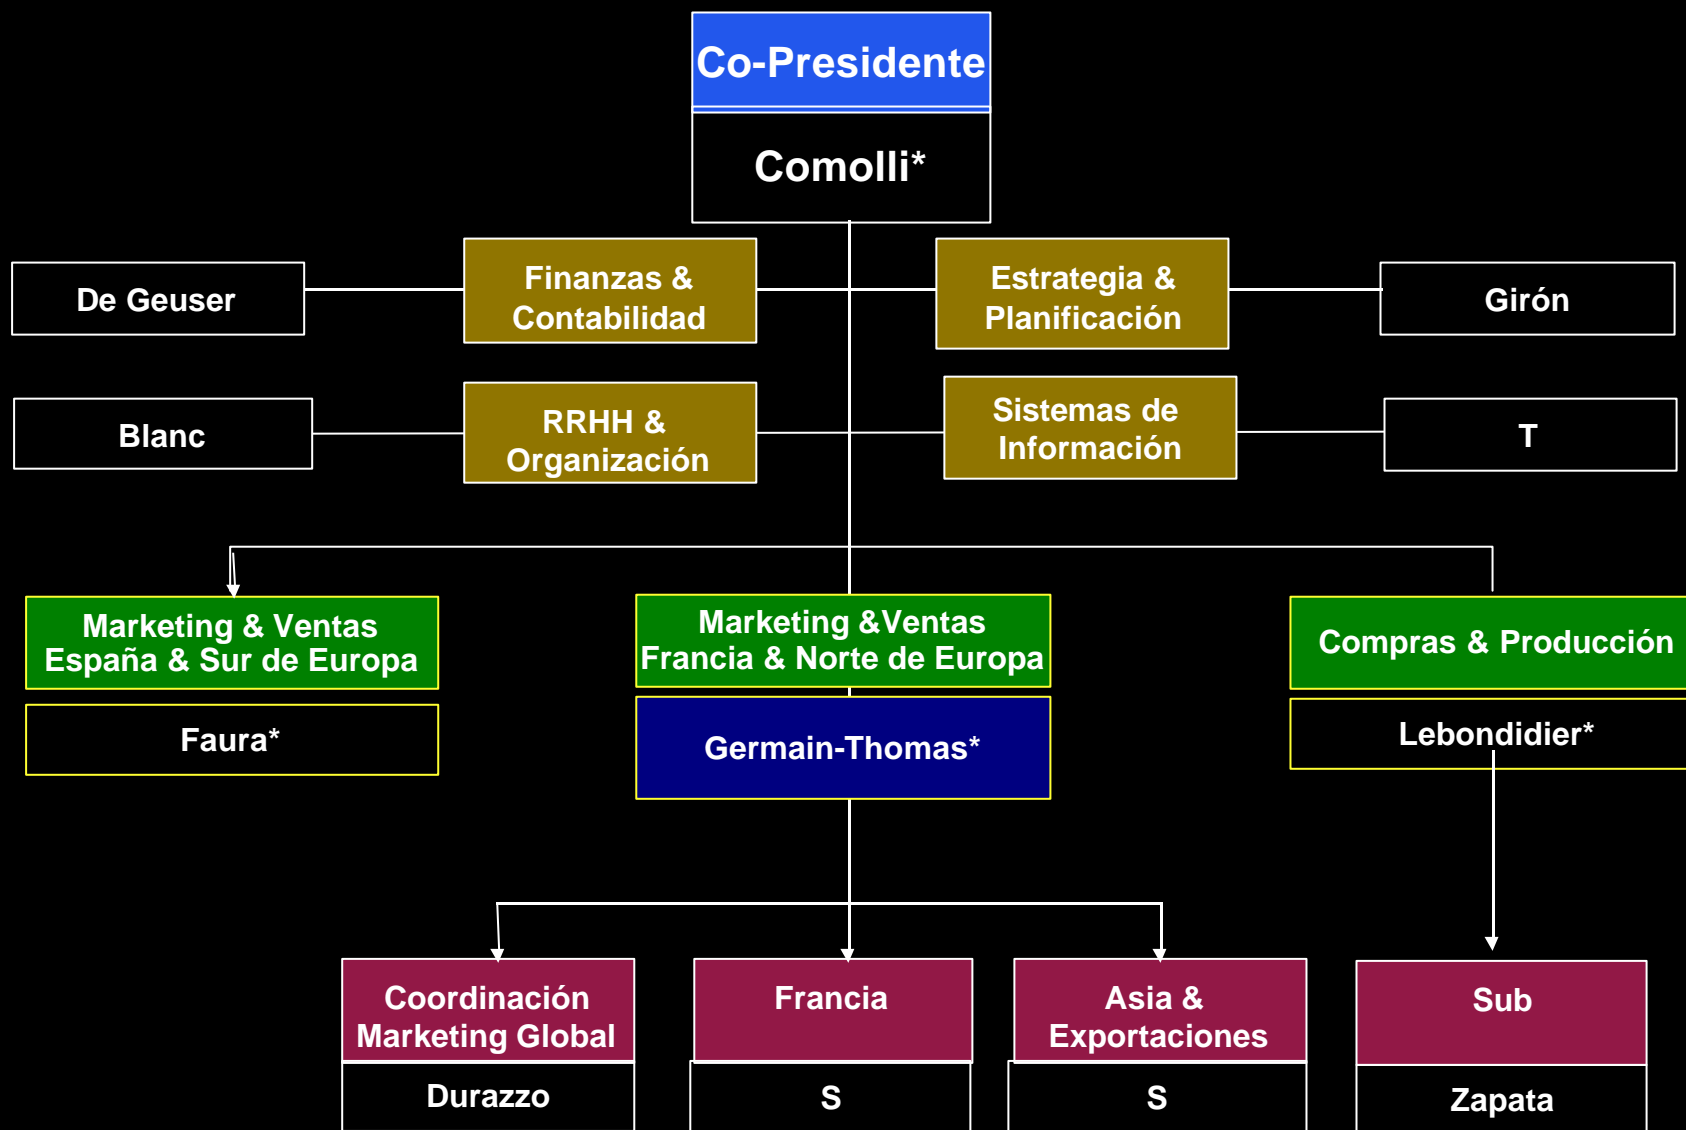 Co-Presidente
Comolli*
De Geuser
Finanzas &
Contabilidad
Estrategia &
Planificación
Girón
Blanc
RRHH &
Organización
Sistemas de
Información
T
Marketing & Ventas
España & Sur de Europa
Faura*
Marketing &Ventas
Francia & Norte de Europa
Germain-Thomas*
Compras & Producción
Lebondidier*
Coordinación
Marketing Global
Durazzo
Francia
S
Asia &
Exportaciones
S
Sub
Zapata